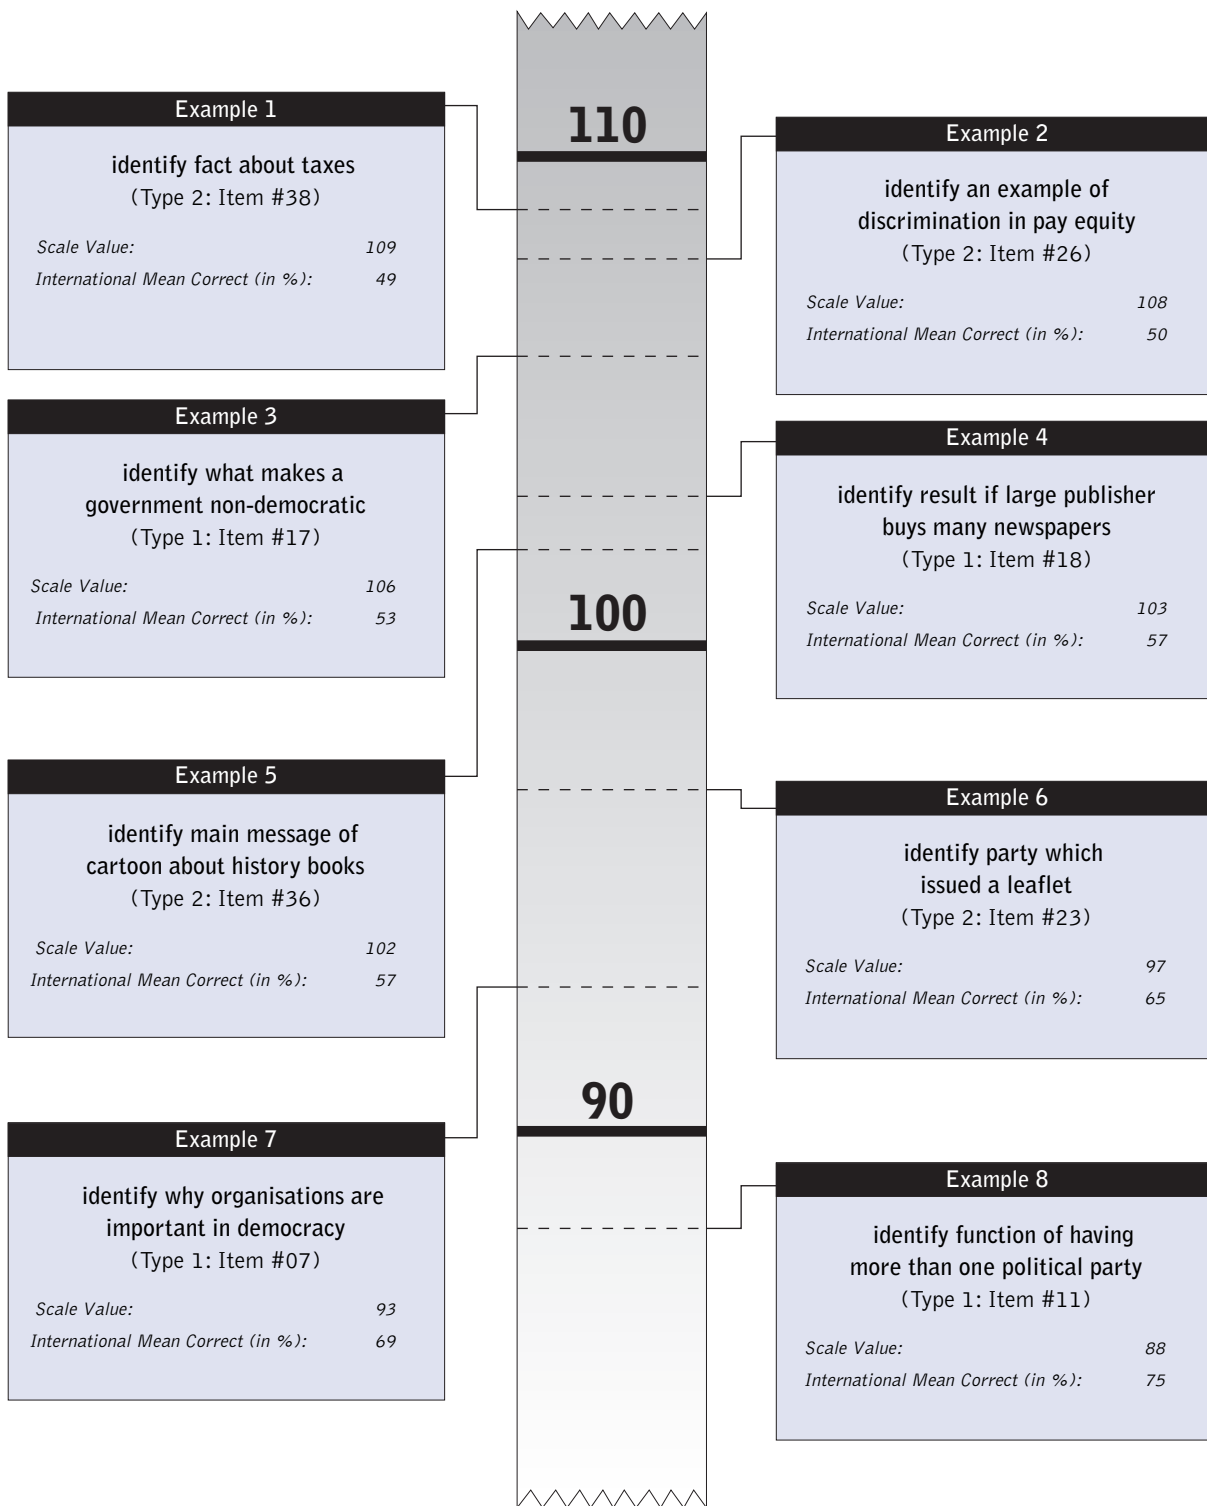 110
100
90
Example 1
identify fact about taxes
(Type 2: Item #38)
Scale Value: 109
International Mean Correct (in %): 49
Example 2
identify an example of
discrimination in pay equity
(Type 2: Item #26)
Scale Value: 108
International Mean Correct (in %): 50
Example 3
identify what makes a
government non-democratic
(Type 1: Item #17)
Scale Value: 106
International Mean Correct (in %): 53
Example 4
identify result if large publisher
buys many newspapers
(Type 1: Item #18)
Scale Value: 103
International Mean Correct (in %): 57
Example 5
identify main message of
cartoon about history books
(Type 2: Item #36)
Scale Value: 102
International Mean Correct (in %): 57
Example 6
identify party which
issued a leaflet
(Type 2: Item #23)
Scale Value: 97
International Mean Correct (in %): 65
Example 7
identify why organisations are
important in democracy
(Type 1: Item #07)
Scale Value: 93
International Mean Correct (in %): 69
Example 8
identify function of having
more than one political party
(Type 1: Item #11)
Scale Value: 88
International Mean Correct (in %): 75